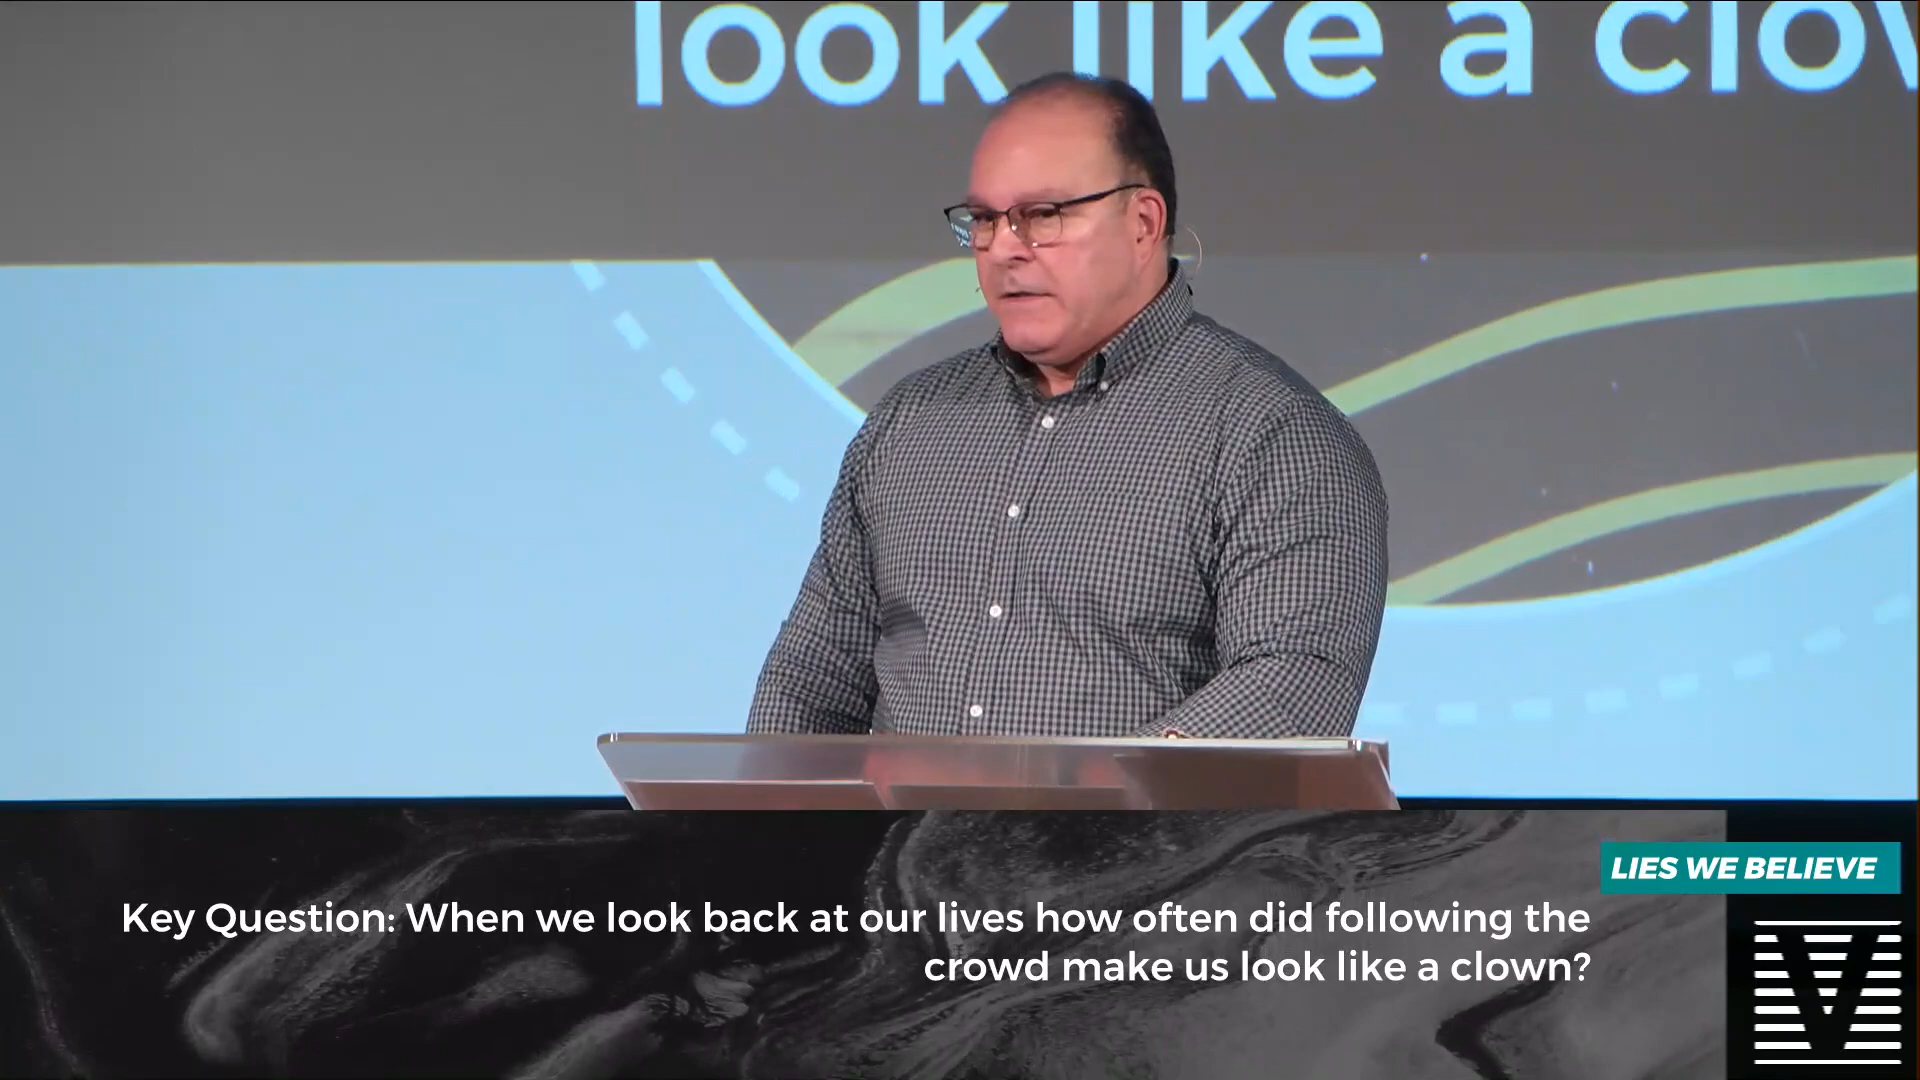 look like a clow
LIES WE BELIEVE
Key Question: When we look back at our lives how often did following the
crowd make us look like a clown?
V